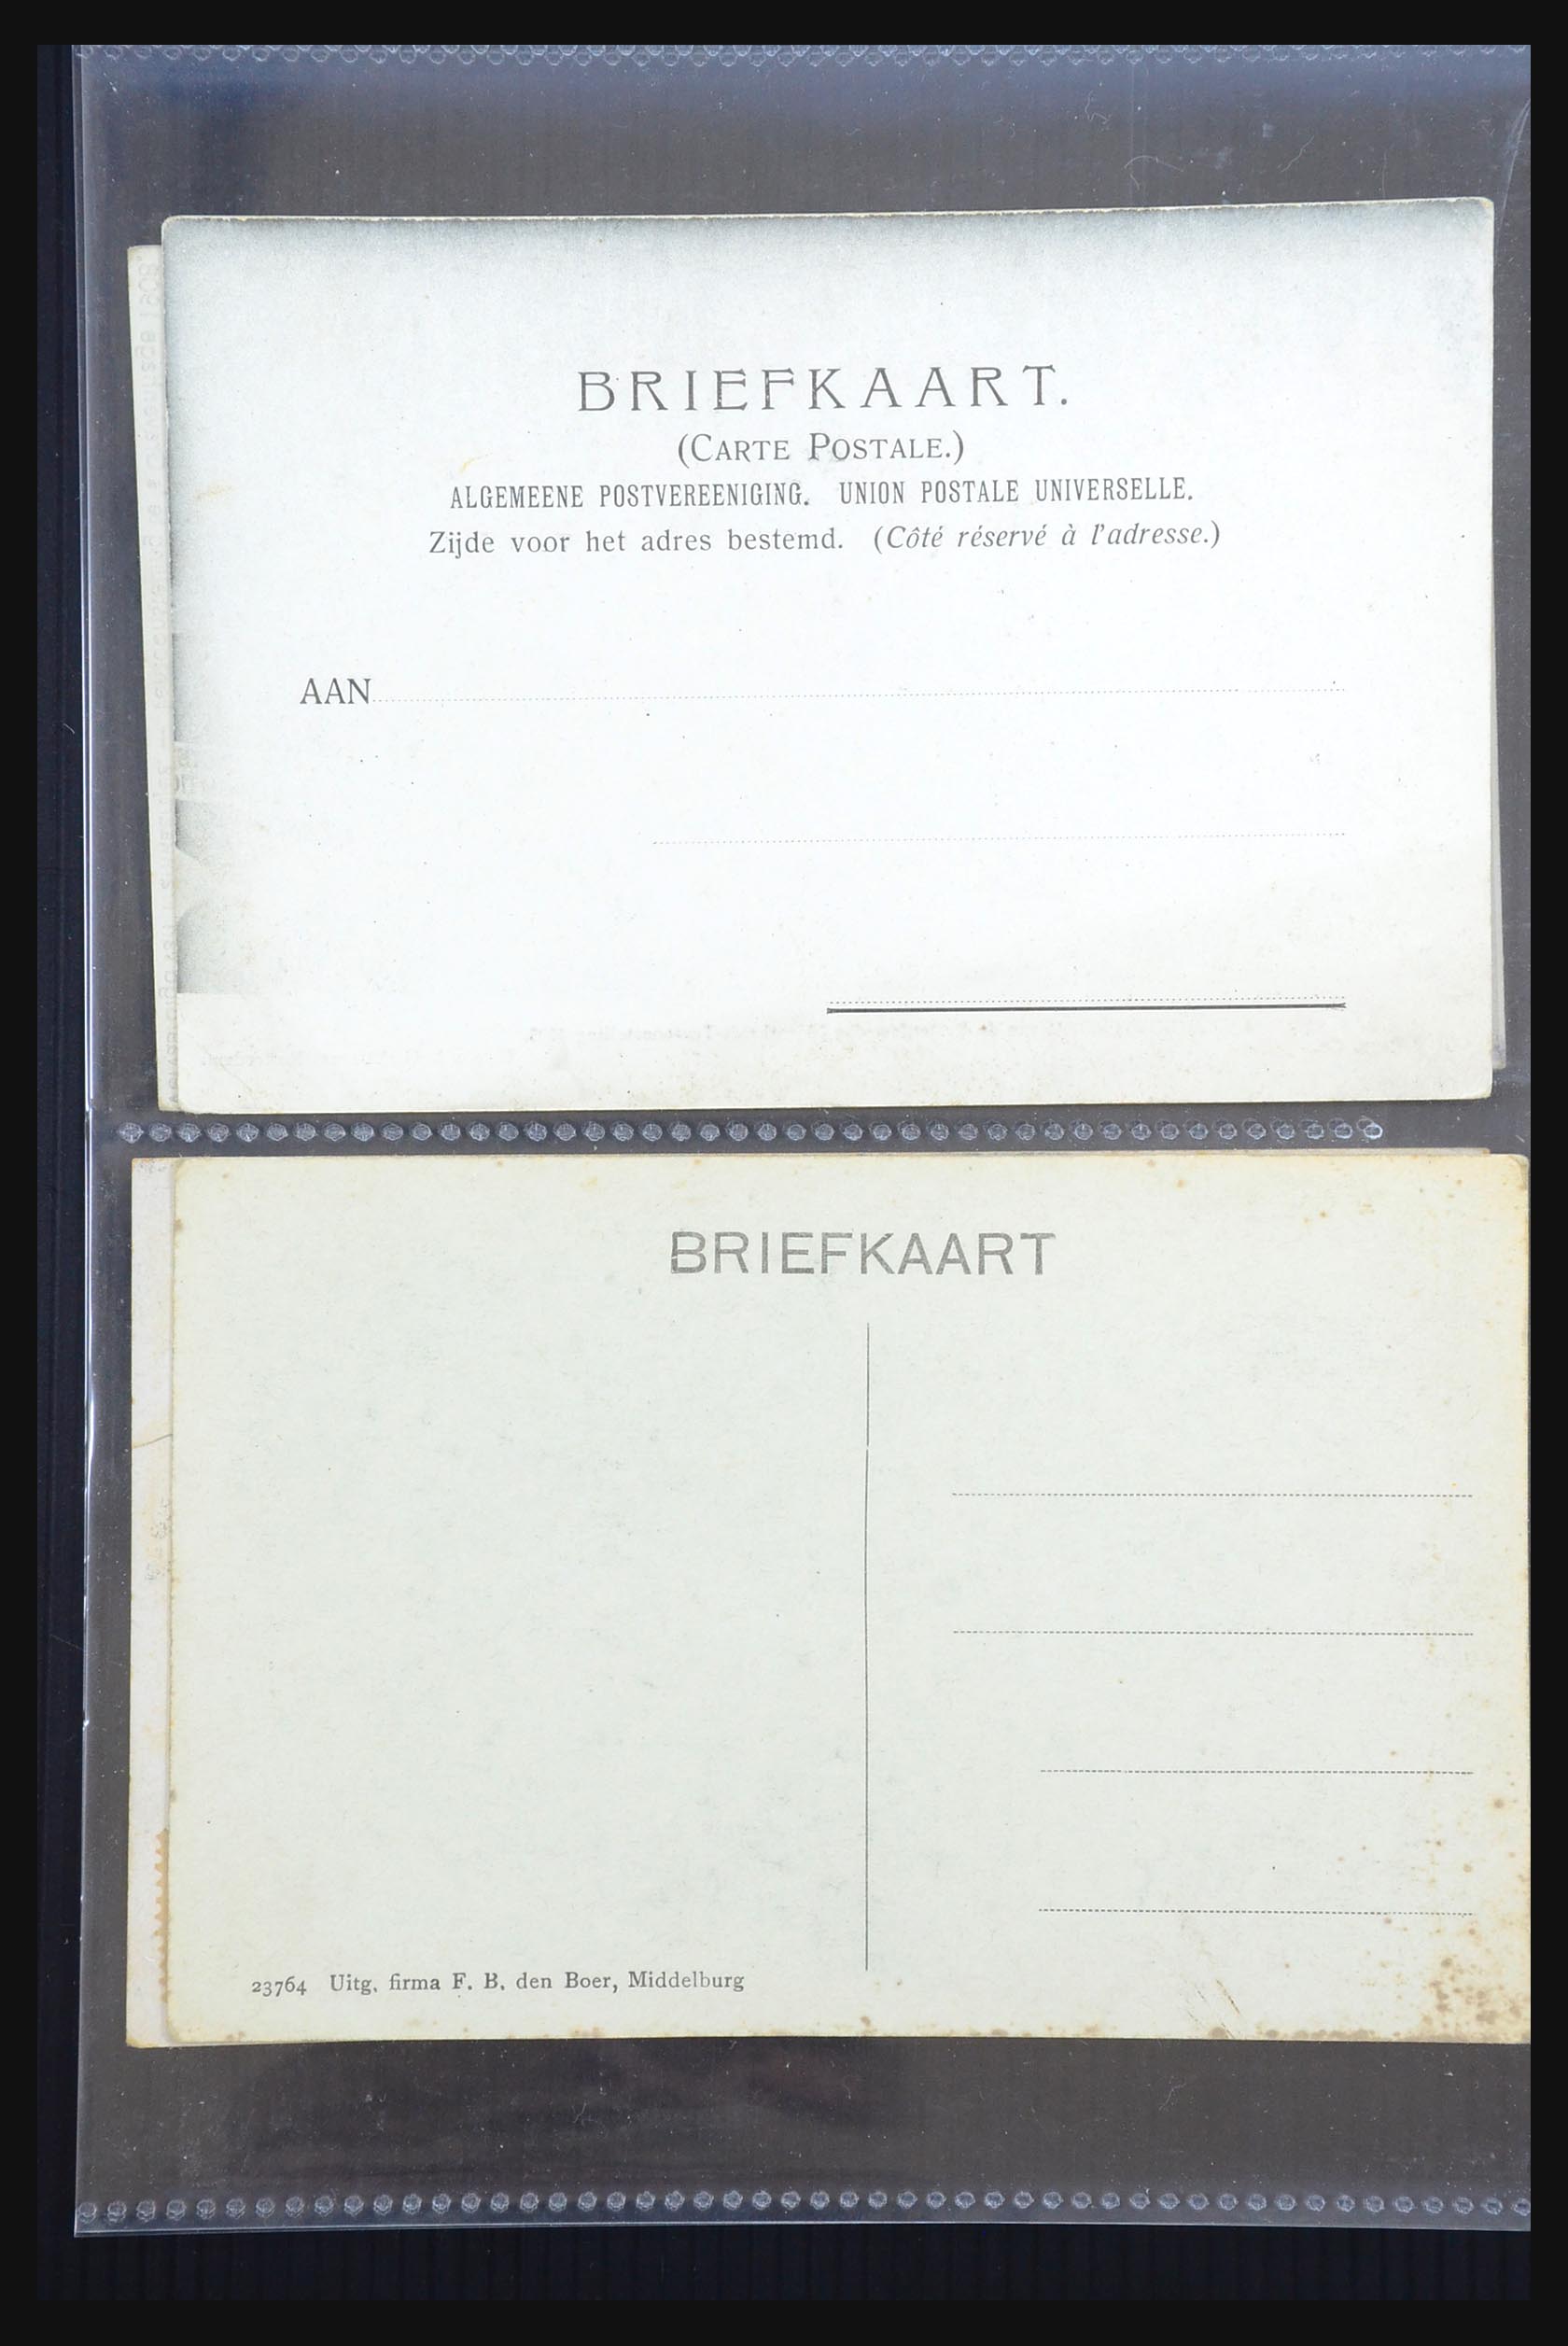 BRIEFKAART.
(CARTE POSTALE.)
ALGEMEENE POSTVEREENIGING. UNION POSTALE UNIVERSELLE.
Zijde voor het adres bestemd. (Côté réservé à l'adresse.)
AAN
BRIEFKAART
23764 Uitg. firma F. B. den Boer, Middelburg